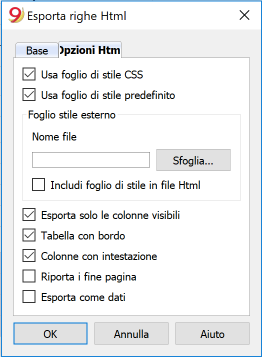 Esporta righe Html
Base
Opzioni Htm
Usa foglio di stile CSS
Usa foglio di stile predefinito
Foglio stile esterno
Nome file
Sfoglia...
Includi foglio di stile in file Html
Esporta solo le colonne visibili
Tabella con bordo
Colonne con intestazione
Riporta i fine pagina
Esporta come dati
OK
Annulla
Aiuto